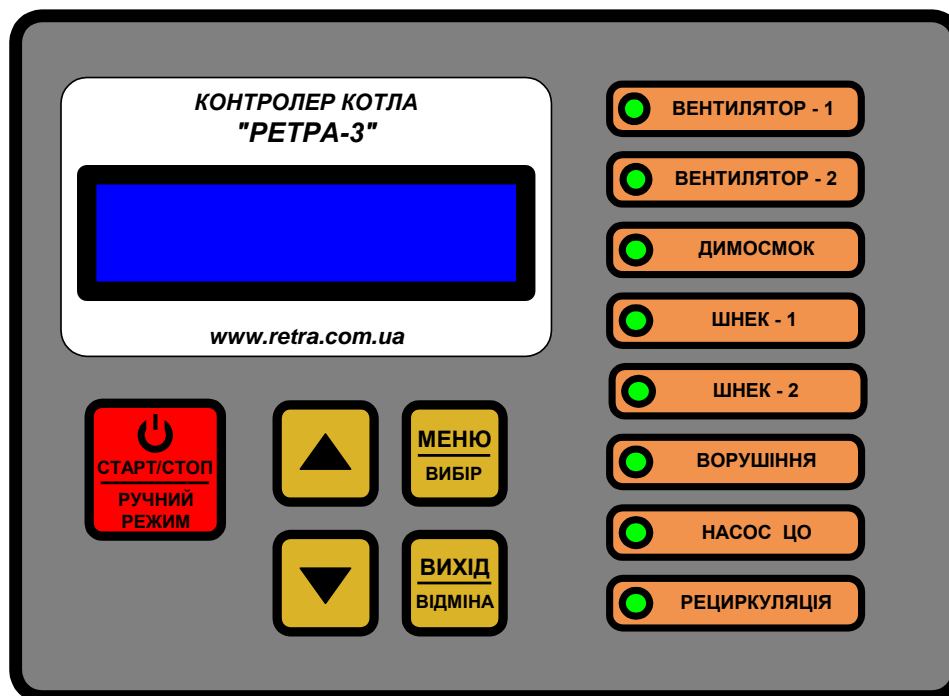 КОНТРОЛЕР КОТЛА
"РЕТРА-3"
www.retra.com.ua
СТАРТ/СТОП
РУЧНИЙ
РЕЖИМ
МЕНЮ
ВИБІР
ВИХІД
ВІДМІНА
ВЕНТИЛЯТОР - 1
ВЕНТИЛЯТОР - 2
ДИМОСМОК
ШНЕК - 1
ШНЕК - 2
ВОРУШІННЯ
НАСОС ЦО
РЕЦИРКУЛЯЦІЯ